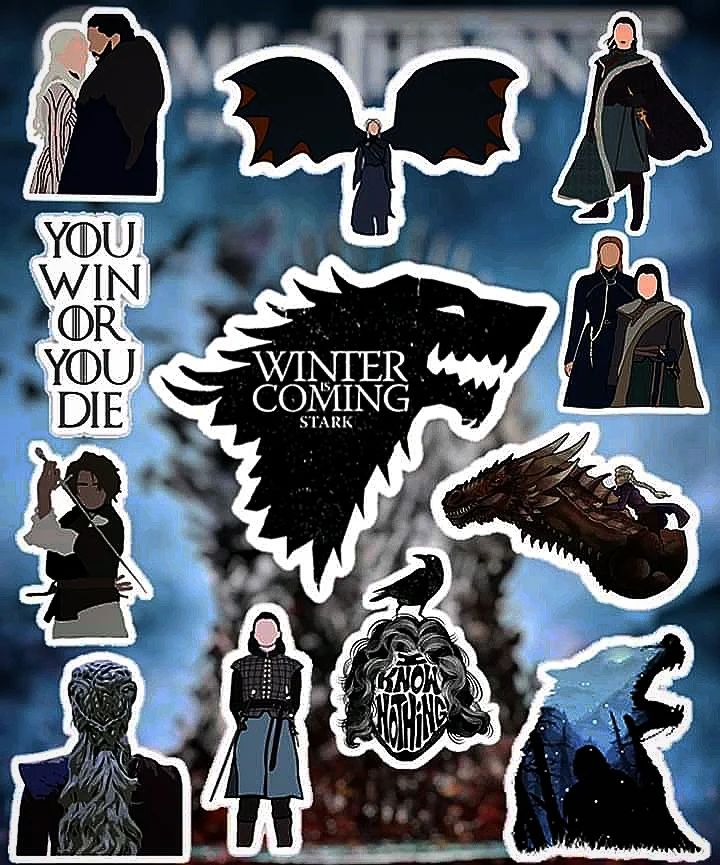 YOU
WIN
OR
YOU
DIE
WINTER
IS
COMING
STARK
I
KNOW
NOTHING